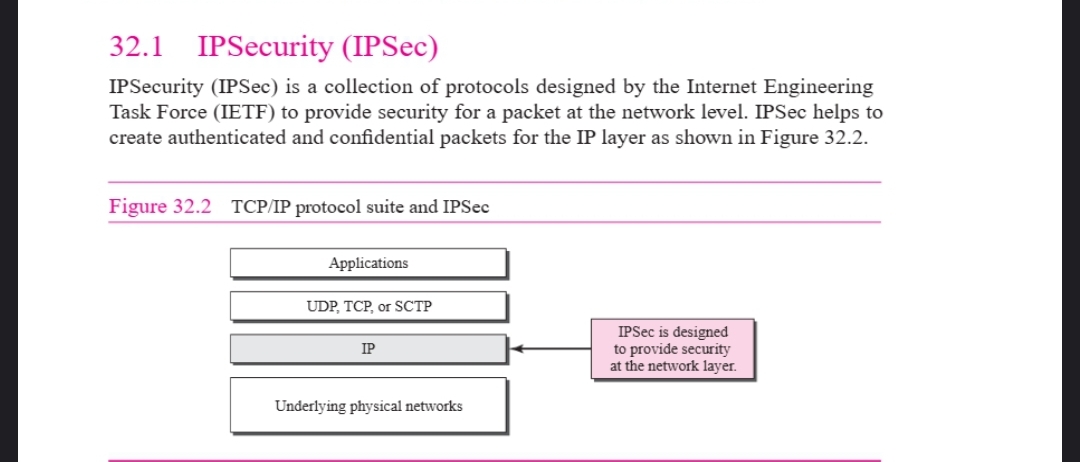 32.1 IPSecurity (IPSec)
IPSecurity (IPSec) is a collection of protocols designed by the Internet Engineering
Task Force (IETF) to provide security for a packet at the network level. IPSec helps to
create authenticated and confidential packets for the IP layer as shown in Figure 32.2.
Figure 32.2 TCP/IP protocol suite and IPSec
Applications
UDP, TCP, or SCTP
IP
IPSec is designed
to provide security
at the network layer.
Underlying physical networks